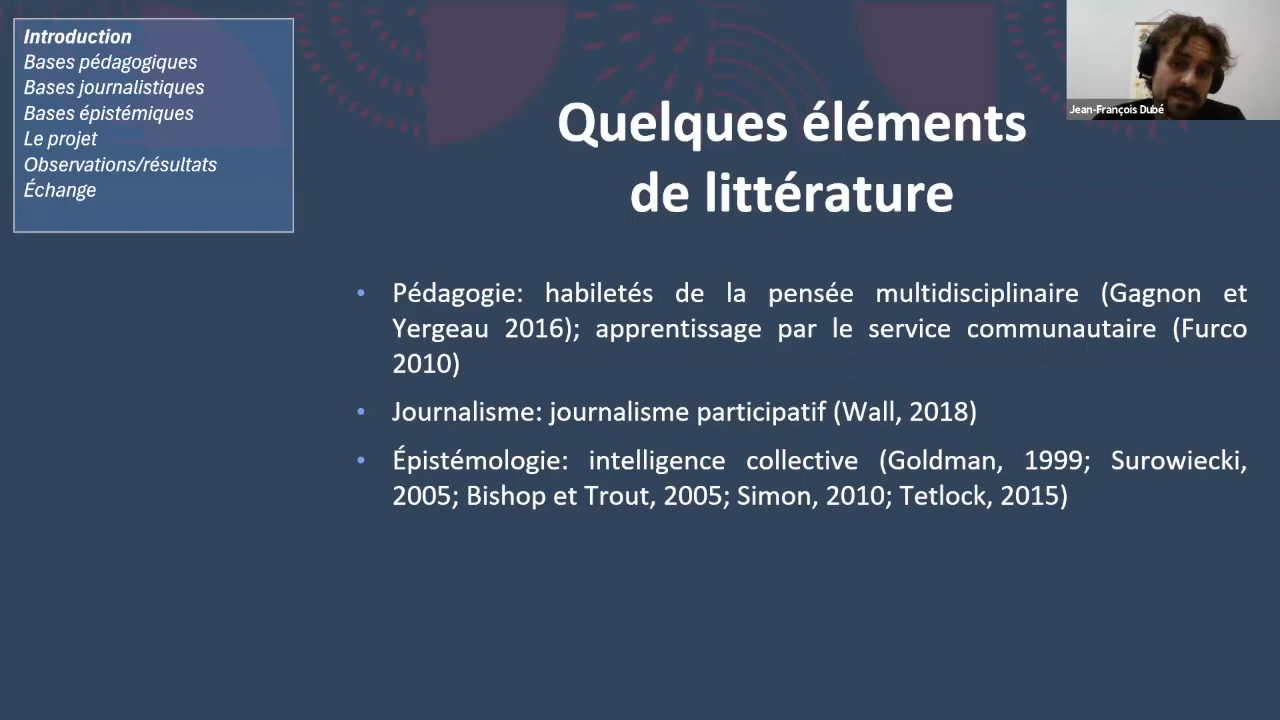 Introduction
Bases pédagogiques
Bases journalistiques
Bases épistémiques
Le projet
Observations/résultats
Échange
Jean-François Dubé
Quelques éléments
de littérature
• Pédagogie: habiletés de la pensée multidisciplinaire (Gagnon et
Yergeau 2016); apprentissage par le service communautaire (Furco
2010)
• Journalisme: journalisme participatif (Wall, 2018)
• Épistémologie: intelligence collective (Goldman, 1999; Surowiecki,
2005; Bishop et Trout, 2005; Simon, 2010; Tetlock, 2015)